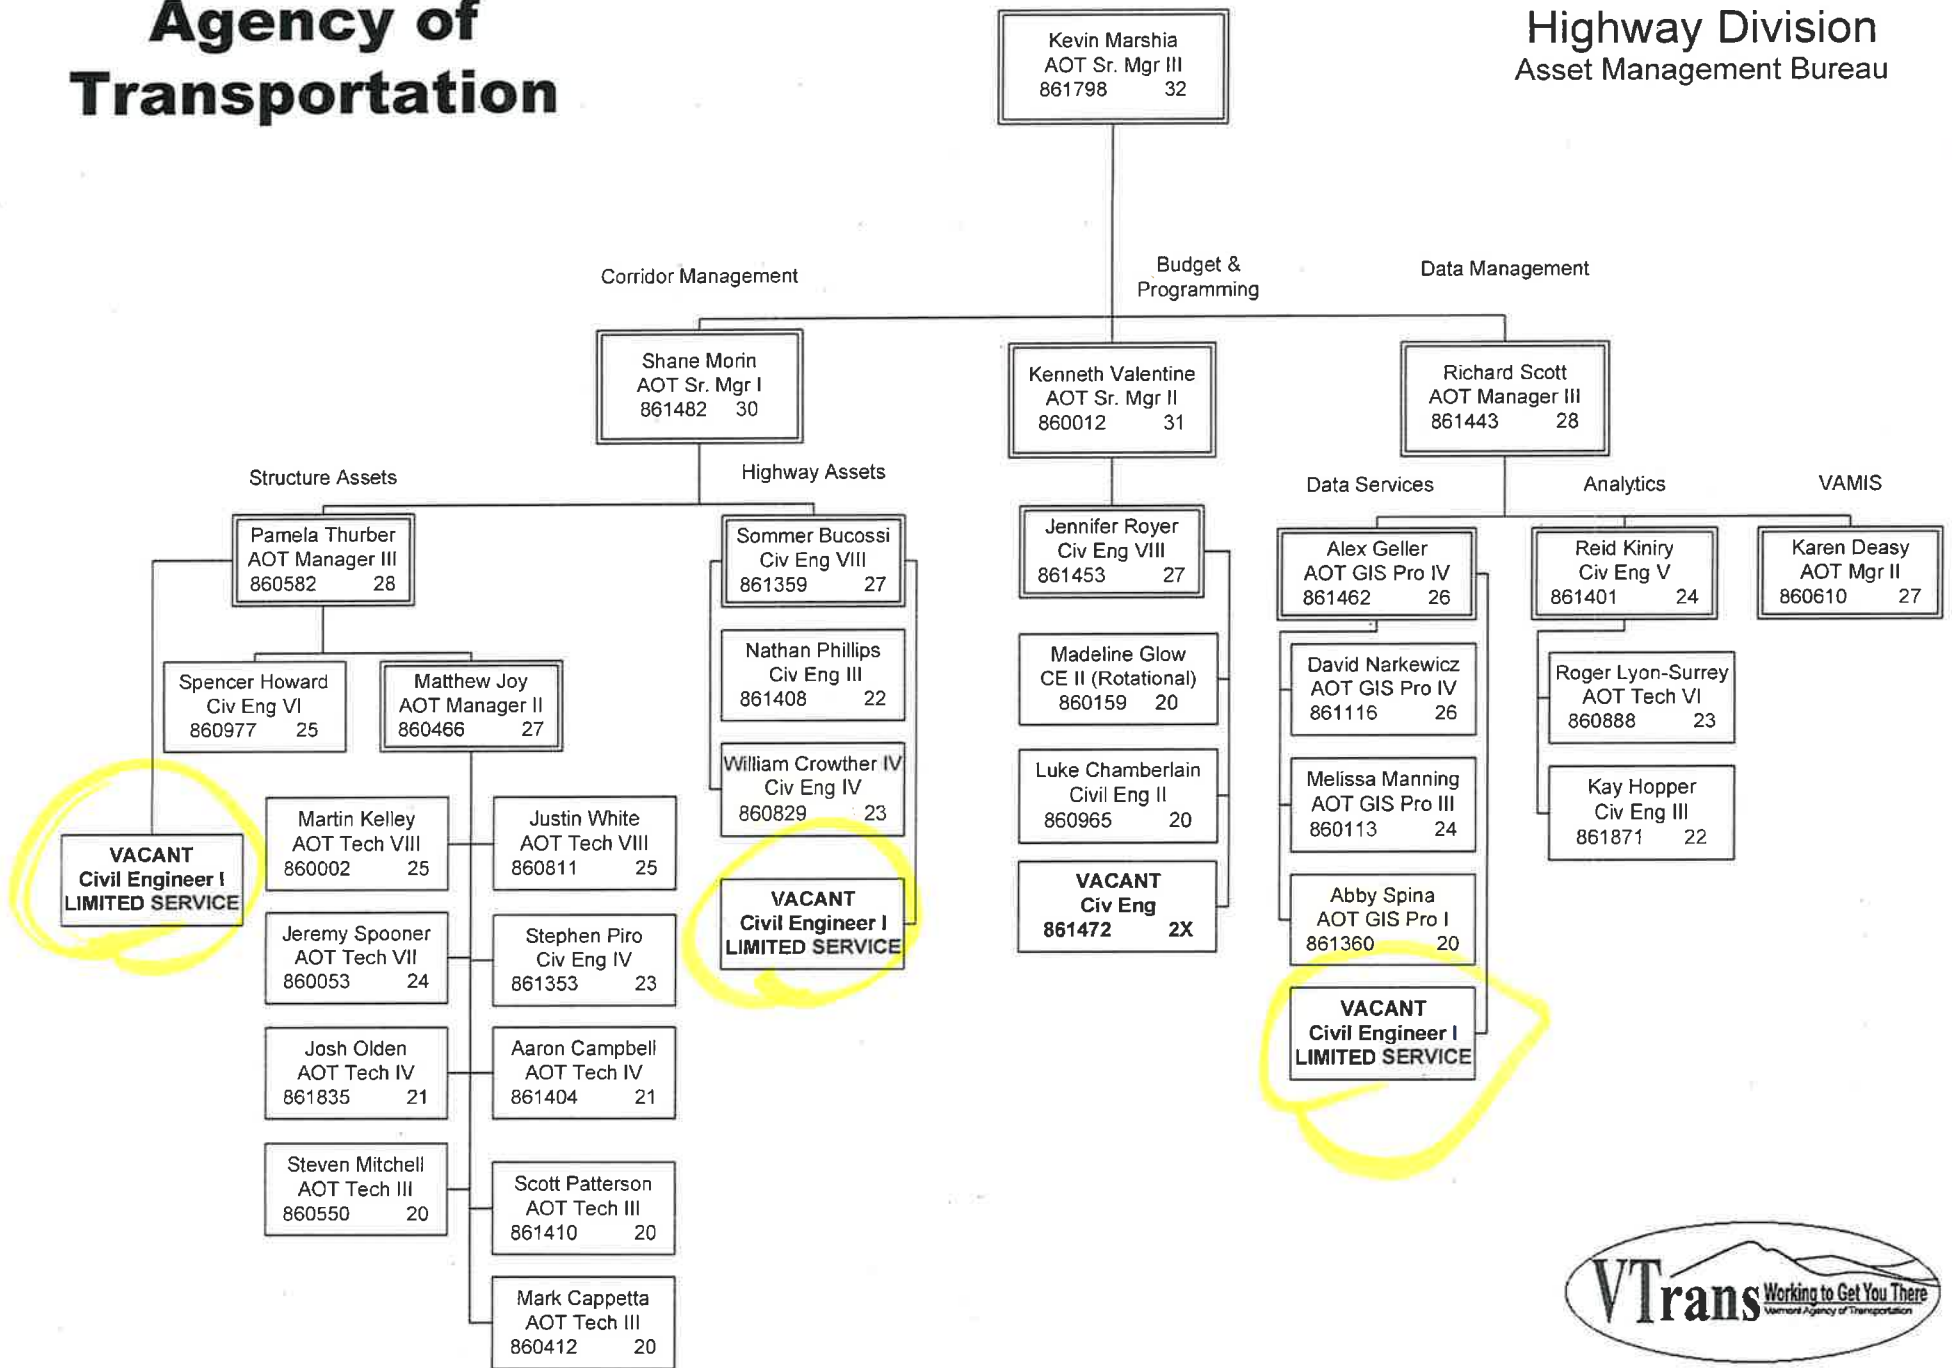 Agency of
Transportation
Highway Division
Asset Management Bureau
Kevin Marshia
AOT Sr. Mgr III
861798 32
Corridor Management
Budget &
Programming
Data Management
Shane Morin
AOT Sr. Mgr I
861482 30
Kenneth Valentine
AOT Sr. Mgr II
860012 31
Richard Scott
AOT Manager III
861443 28
Structure Assets
Highway Assets
Data Services
Analytics
VAMIS
Pamela Thurber
AOT Manager III
860582 28
Sommer Bucossi
Civ Eng VIII
861359 27
Jennifer Royer
Civ Eng VIII
861453 27
Alex Geller
AOT GIS Pro IV
861462 26
Reid Kiniry
Civ Eng V
861401 24
Karen Deasy
AOT Mgr II
860610 27
Spencer Howard
Civ Eng VI
860977 25
Matthew Joy
AOT Manager II
860466 27
Nathan Phillips
Civ Eng III
861408 22
William Crowther IV
Civ Eng IV
860829 23
Madeline Glow
CE II (Rotational)
860159 20
Luke Chamberlain
Civil Eng II
860965 20
VACANT
Civ Eng
861472 2X
David Narkewicz
AOT GIS Pro IV
861116 26
Melissa Manning
AOT GIS Pro III
860113 24
Abby Spina
AOT GIS Pro I
861360 20
Roger Lyon-Surrey
AOT Tech VI
860888 23
Kay Hopper
Civ Eng III
861871 22
VACANT
Civil Engineer I
LIMITED SERVICE
Martin Kelley
AOT Tech VIII
860002 25
Justin White
AOT Tech VIII
860811 25
VACANT
Civil Engineer I
LIMITED SERVICE
VACANT
Civil Engineer I
LIMITED SERVICE
Jeremy Spooner
AOT Tech VII
860053 24
Stephen Piro
Civ Eng IV
861353 23
Josh Olden
AOT Tech IV
861835 21
Aaron Campbell
AOT Tech IV
861404 21
Steven Mitchell
AOT Tech III
860550 20
Scott Patterson
AOT Tech III
861410 20
Mark Cappetta
AOT Tech III
860412 20
VTrans Working to Get You There
Vermont Agency of Transportation